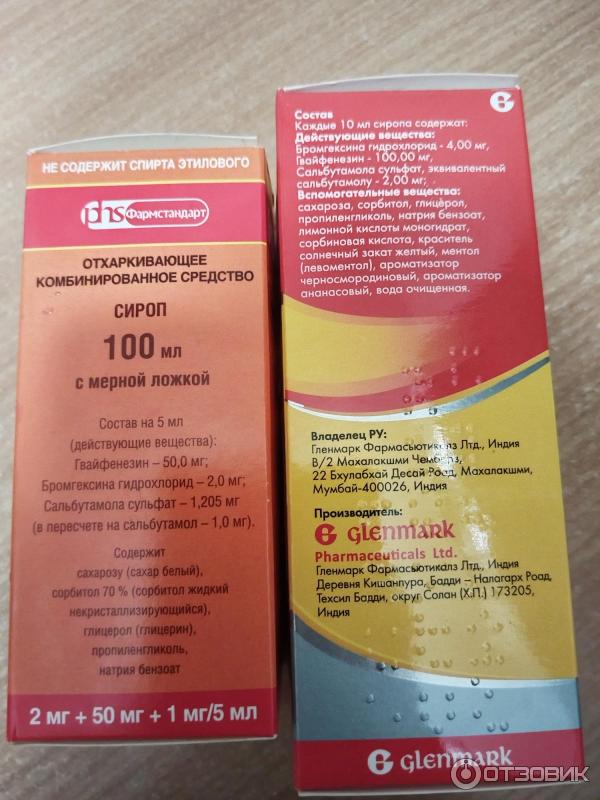 НЕ СОДЕРЖИТ СПИРТА ЭТИЛОВОГО
phs Фармстандарт
ОТХАРКИВАЮЩЕЕ
КОМБИНИРОВАННОЕ СРЕДСТВО
СИРОП
100 мл
с мерной ложкой
Состав на 5 мл
(действующие вещества):
Гвайфенезин – 50,0 мг;
Бромгексина гидрохлорид – 2,0 мг;
Сальбутамола сульфат – 1,205 мг
(в пересчете на сальбутамол – 1,0 мг).
Содержит
сахарозу (сахар белый),
сорбитол 70 % (сорбитол жидкий
некристаллизирующийся),
глицерол (глицерин),
пропиленгликоль,
натрия бензоат
2 мг + 50 мг + 1 мг/5 мл
Состав
Каждые 10 мл сиропа содержат:
Действующие вещества:
Бромгексина гидрохлорид - 4,00 мг,
Гвайфенезин - 100,00 мг,
Сальбутамола сульфат, эквивалентный
сальбутамолу - 2,00 мг;
Вспомогательные вещества:
сахароза, сорбитол, глицерол,
пропиленгликоль, натрия бензоат,
лимонной кислоты моногидрат,
сорбиновая кислота, краситель
солнечный закат желтый, ментол
(левоментол), ароматизатор
черносмородиновый, ароматизатор
ананасовый, вода очищенная.
Владелец РУ:
Гленмарк Фармасьютикалз Лтд., Индия
В/2 Махалакшми Чемберз,
22 Бхулабхай Десай Роад, Махалакшми,
Мумбай-400026, Индия
Производитель:
G glenmark
Pharmaceuticals Ltd.
Гленмарк Фармасьютикалз Лтд., Индия
Деревня Кишанпура, Бадди – Налагарх Роад,
Техсил Бадди, округ Солан (Х.П.) 173205,
Индия
G glenmark
ОТЗОВИК